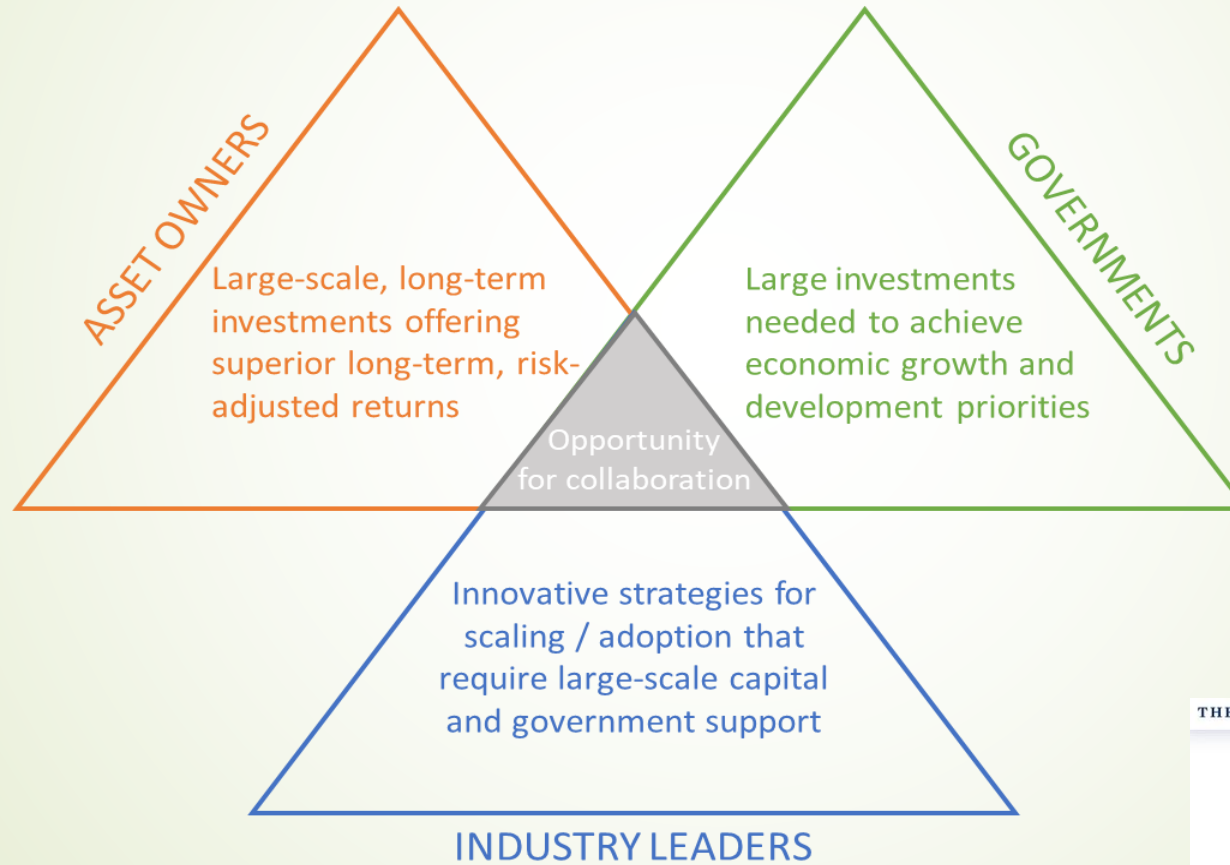 ASSET OWNERS
Large-scale, long-term
investments offering
superior long-term, risk-
adjusted returns
GOVERNMENTS
Large investments
needed to achieve
economic growth and
development priorities
Opportunity
for collaboration
Innovative strategies for
scaling / adoption that
require large-scale capital
and government support
INDUSTRY LEADERS